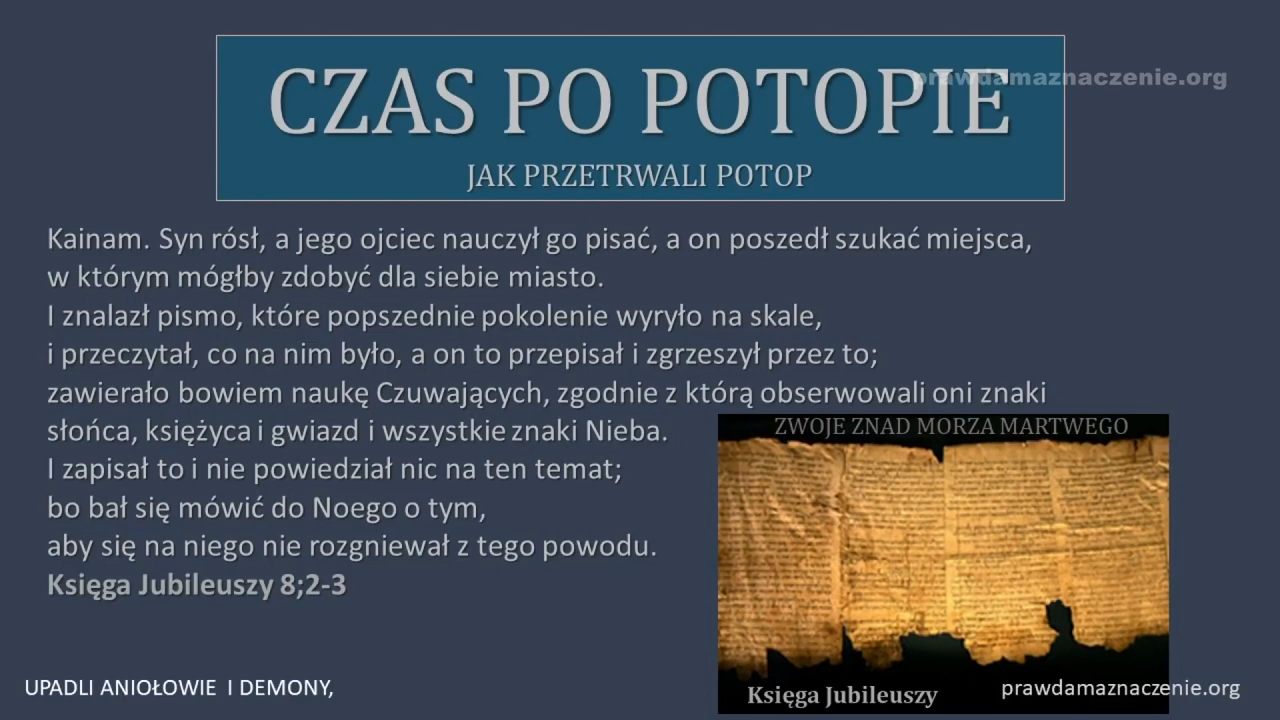 prawdamaznaczenie.org
CZAS PO POTOPIE
JAK PRZETRWALI POTOP
Kainam. Syn rósł, a jego ojciec nauczył go pisać, a on poszedł szukać miejsca,
w którym mógłby zdobyć dla siebie miasto.
I znalazł pismo, które popszednie pokolenie wyryło na skale,
i przeczytał, co na nim było, a on to przepisał i zgrzeszył przez to;
zawierało bowiem naukę Czuwających, zgodnie z którą obserwowali oni znaki
słońca, księżyca i gwiazd i wszystkie znaki Nieba.
I zapisał to i nie powiedział nic na ten temat;
bo bał się mówić do Noego o tym,
aby się na niego nie rozgniewał z tego powodu.
Księga Jubileuszy 8;2-3
ZWOJE ZNAD MORZA MARTWEGO
Księga Jubileuszy
UPADLI ANIOŁOWIE I DEMONY,
prawdamaznaczenie.org